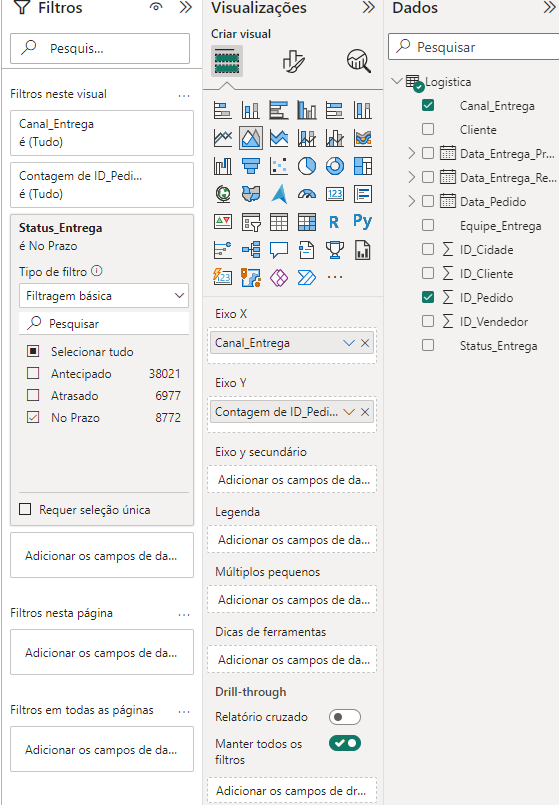 Filtros
Pesquis...
Filtros neste visual
...
Canal_Entrega
é (Tudo)
Contagem de ID_Pedi...
é (Tudo)
Status_Entrega
é No Prazo
Tipo de filtro
Filtragem básica
Pesquisar
Selecionar tudo
Antecipado 38021
Atrasado 6977
No Prazo 8772
Requer seleção única
Adicionar os campos de da...
Filtros nesta página
...
Adicionar os campos de da...
Filtros em todas as páginas
...
Adicionar os campos de da...
Visualizações
Criar visual
123
R
Py
123
...
Eixo X
Canal_Entrega
Eixo Y
Contagem de ID_Pedi...
Eixo y secundário
Adicionar os campos de da...
Legenda
Adicionar os campos de da...
Múltiplos pequenos
Adicionar os campos de da...
Dicas de ferramentas
Adicionar os campos de da...
Drill-through
Relatório cruzado
Manter todos os
filtros
Adicionar os campos de dr...
Dados
Pesquisar
Logistica
Canal_Entrega
Cliente
Data_Entrega_Pr...
Data_Entrega_Re...
Data_Pedido
Equipe_Entrega
∑ ID_Cidade
∑ ID_Cliente
∑ ID_Pedido
∑ ID_Vendedor
Status_Entrega